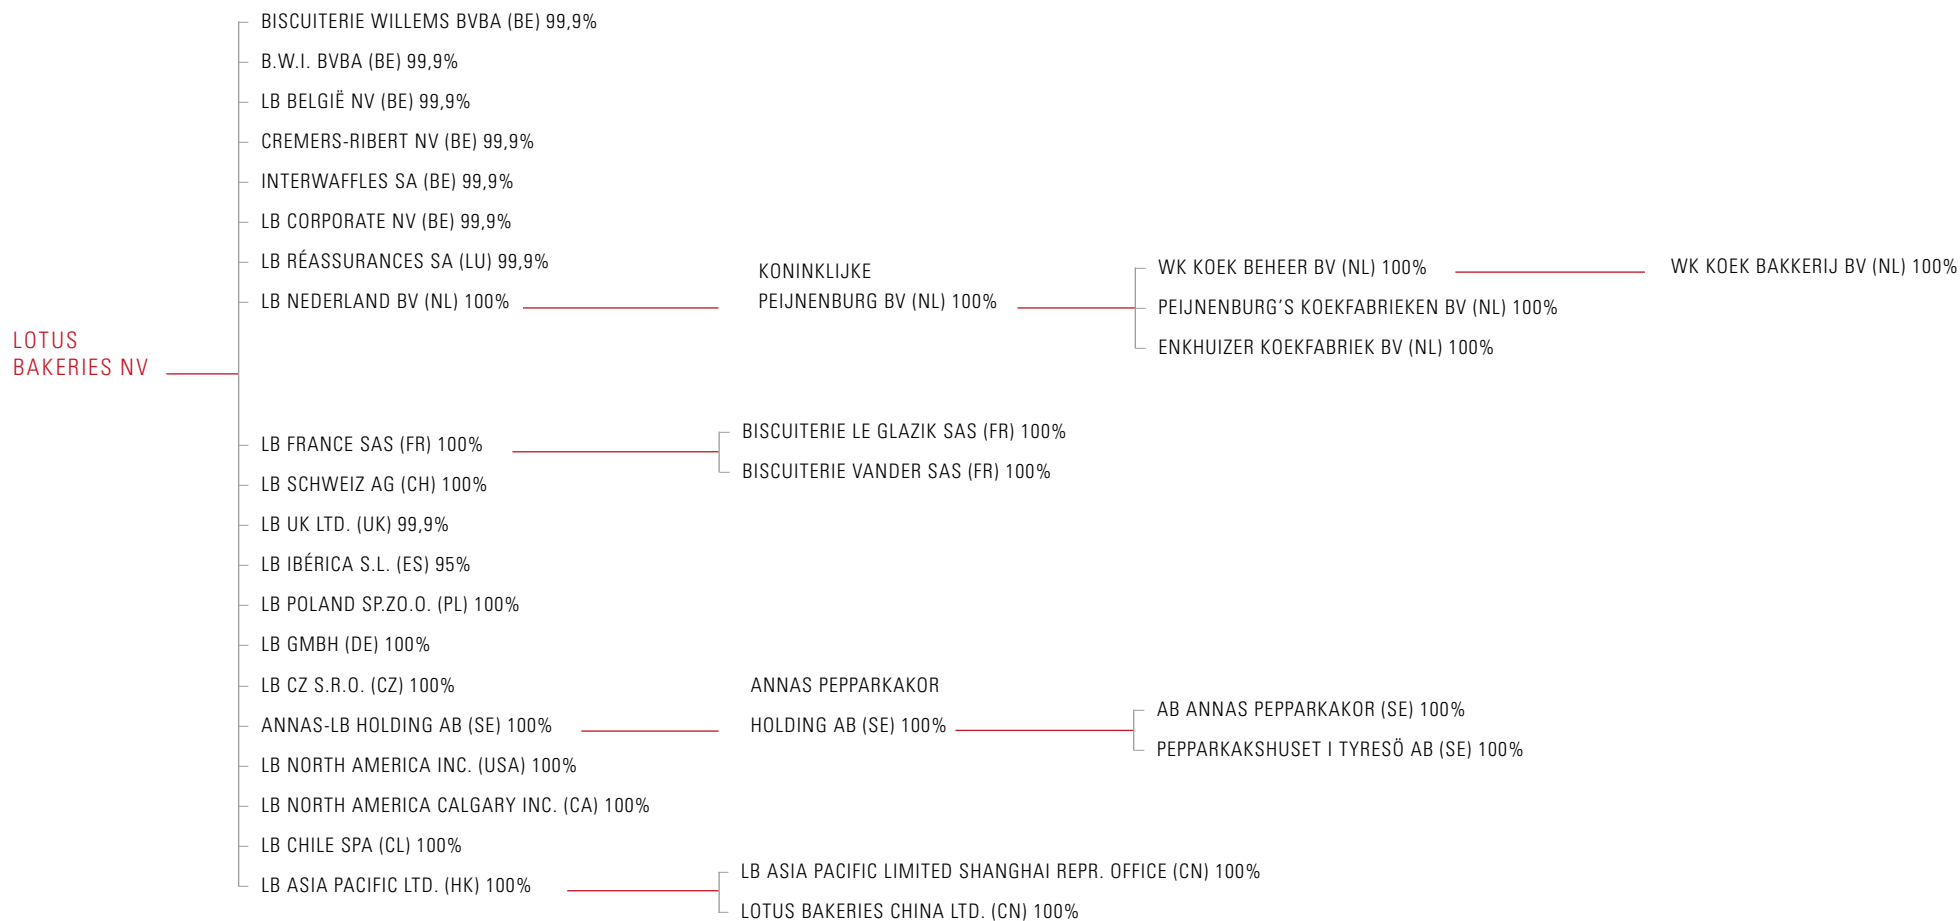 LOTUS
BAKERIES NV
BISCUITERIE WILLEMS BVBA (BE) 99,9%
B.W.I. BVBA (BE) 99,9%
LB BELGIË NV (BE) 99,9%
CREMERS-RIBERT NV (BE) 99,9%
INTERWAFFLES SA (BE) 99,9%
LB CORPORATE NV (BE) 99,9%
LB RÉASSURANCES SA (LU) 99,9%
LB NEDERLAND BV (NL) 100%
KONINKLIJKE
PEIJNENBURG BV (NL) 100%
WK KOEK BEHEER BV (NL) 100%
WK KOEK BAKKERIJ BV (NL) 100%
PEIJNENBURG'S KOEKFABRIEKEN BV (NL) 100%
ENKHUIZER KOEKFABRIEK BV (NL) 100%
LB FRANCE SAS (FR) 100%
BISCUITERIE LE GLAZIK SAS (FR) 100%
BISCUITERIE VANDER SAS (FR) 100%
LB SCHWEIZ AG (CH) 100%
LB UK LTD. (UK) 99,9%
LB IBÉRICA S.L. (ES) 95%
LB POLAND SP.ZO.O. (PL) 100%
LB GMBH (DE) 100%
LB CZ S.R.O. (CZ) 100%
ANNAS-LB HOLDING AB (SE) 100%
ANNAS PEPPARKAKOR
HOLDING AB (SE) 100%
AB ANNAS PEPPARKAKOR (SE) 100%
PEPPARKAKSHUSET I TYRESÖ AB (SE) 100%
LB NORTH AMERICA INC. (USA) 100%
LB NORTH AMERICA CALGARY INC. (CA) 100%
LB CHILE SPA (CL) 100%
LB ASIA PACIFIC LTD. (HK) 100%
LB ASIA PACIFIC LIMITED SHANGHAI REPR. OFFICE (CN) 100%
LOTUS BAKERIES CHINA LTD. (CN) 100%